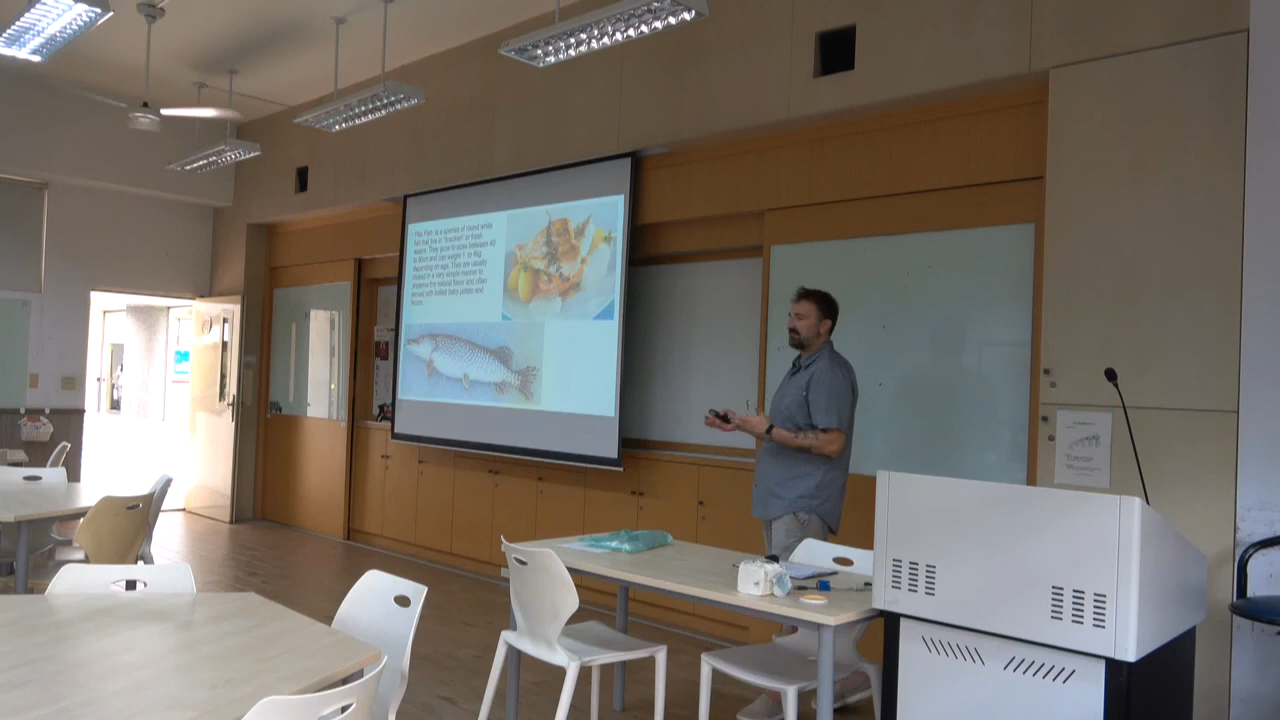 Pike Fish, is a species of round white
fish that live in "brackish" or fresh
waters. They grow to sizes between 40
to 80cm and can weight 1 to 4kg
depending on age. They are usually
cooked in a very simple manner to
preserve the natural flavor and often
served with boiled baby potato and